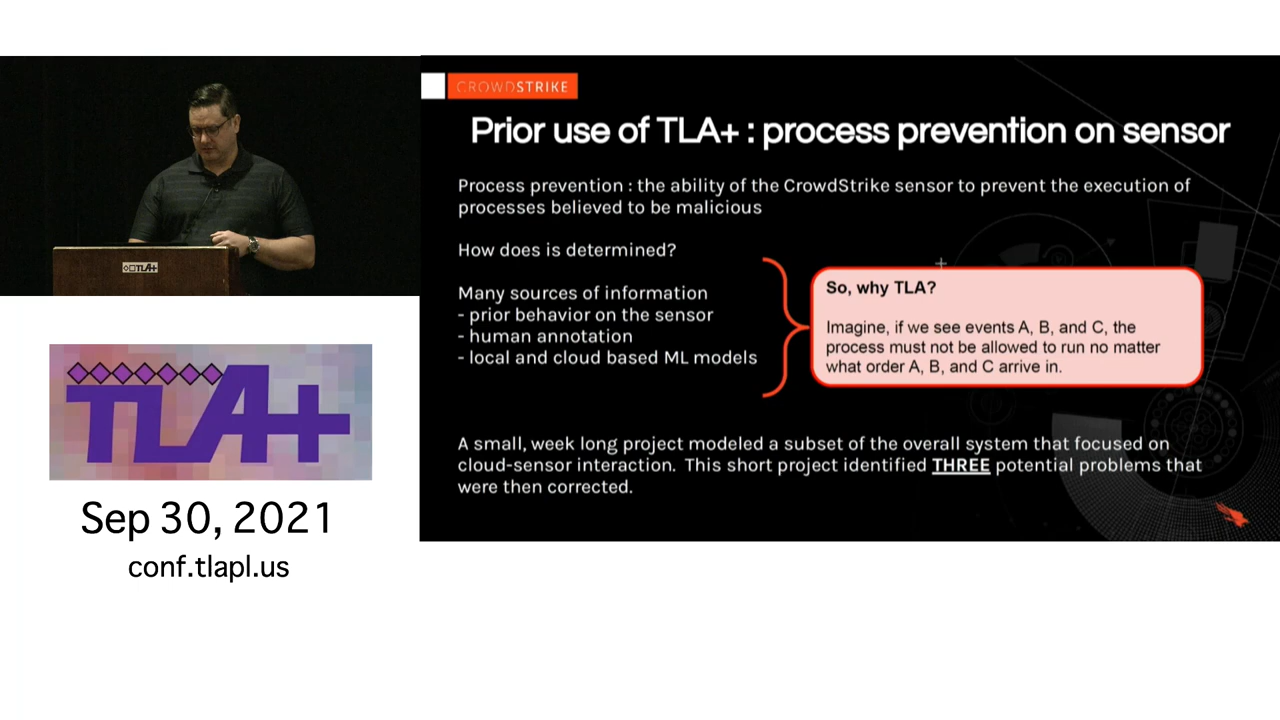 CROWDSTRIKE
Prior use of TLA+ : process prevention on sensor
Process prevention : the ability of the CrowdStrike sensor to prevent the execution of
processes believed to be malicious
How does is determined?
Many sources of information
- prior behavior on the sensor
- human annotation
- local and cloud based ML models
So, why TLA?
Imagine, if we see events A, B, and C, the
process must not be allowed to run no matter
what order A, B, and C arrive in.
A small, week long project modeled a subset of the overall system that focused on
cloud-sensor interaction. This short project identified THREE potential problems that
were then corrected.
TLA+
TLA+
Sep 30, 2021
conf.tlapl.us